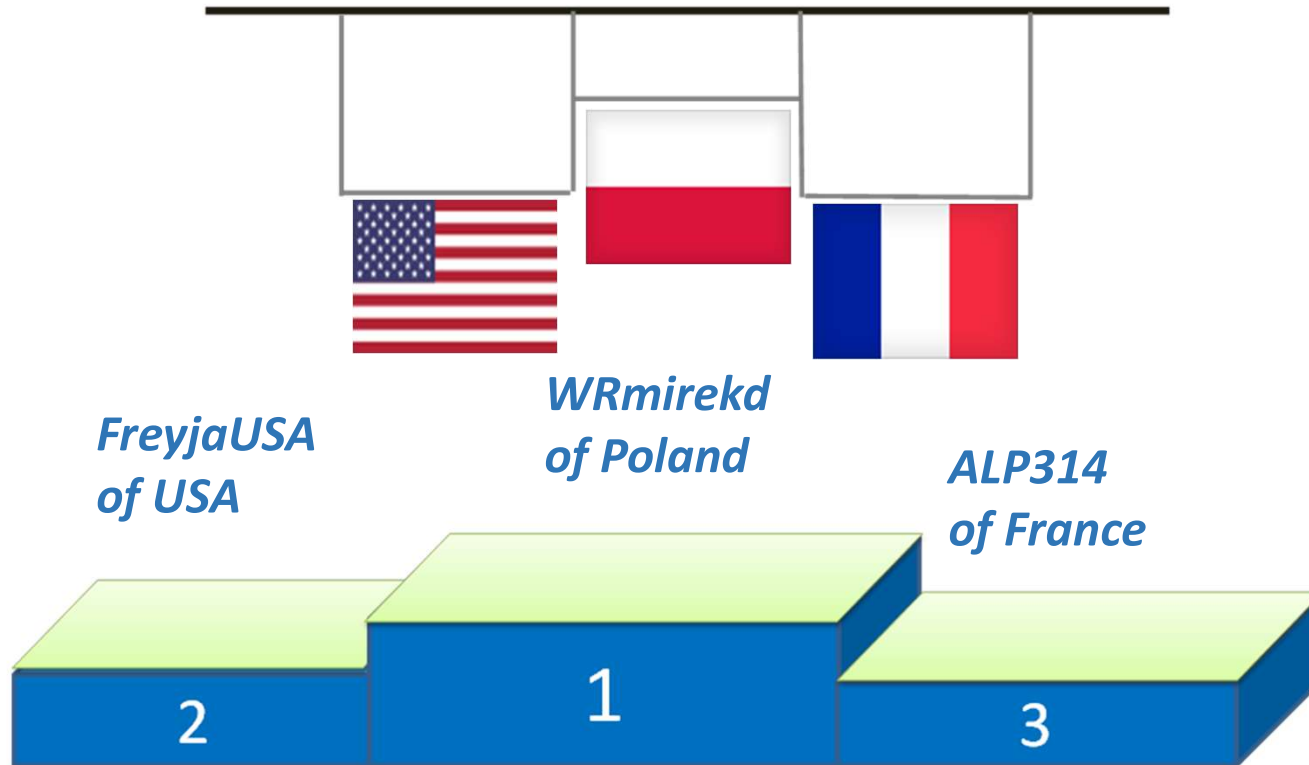 FreyjaUSA
of USA
WRmirekd
of Poland
ALP314
of France
2
1
3